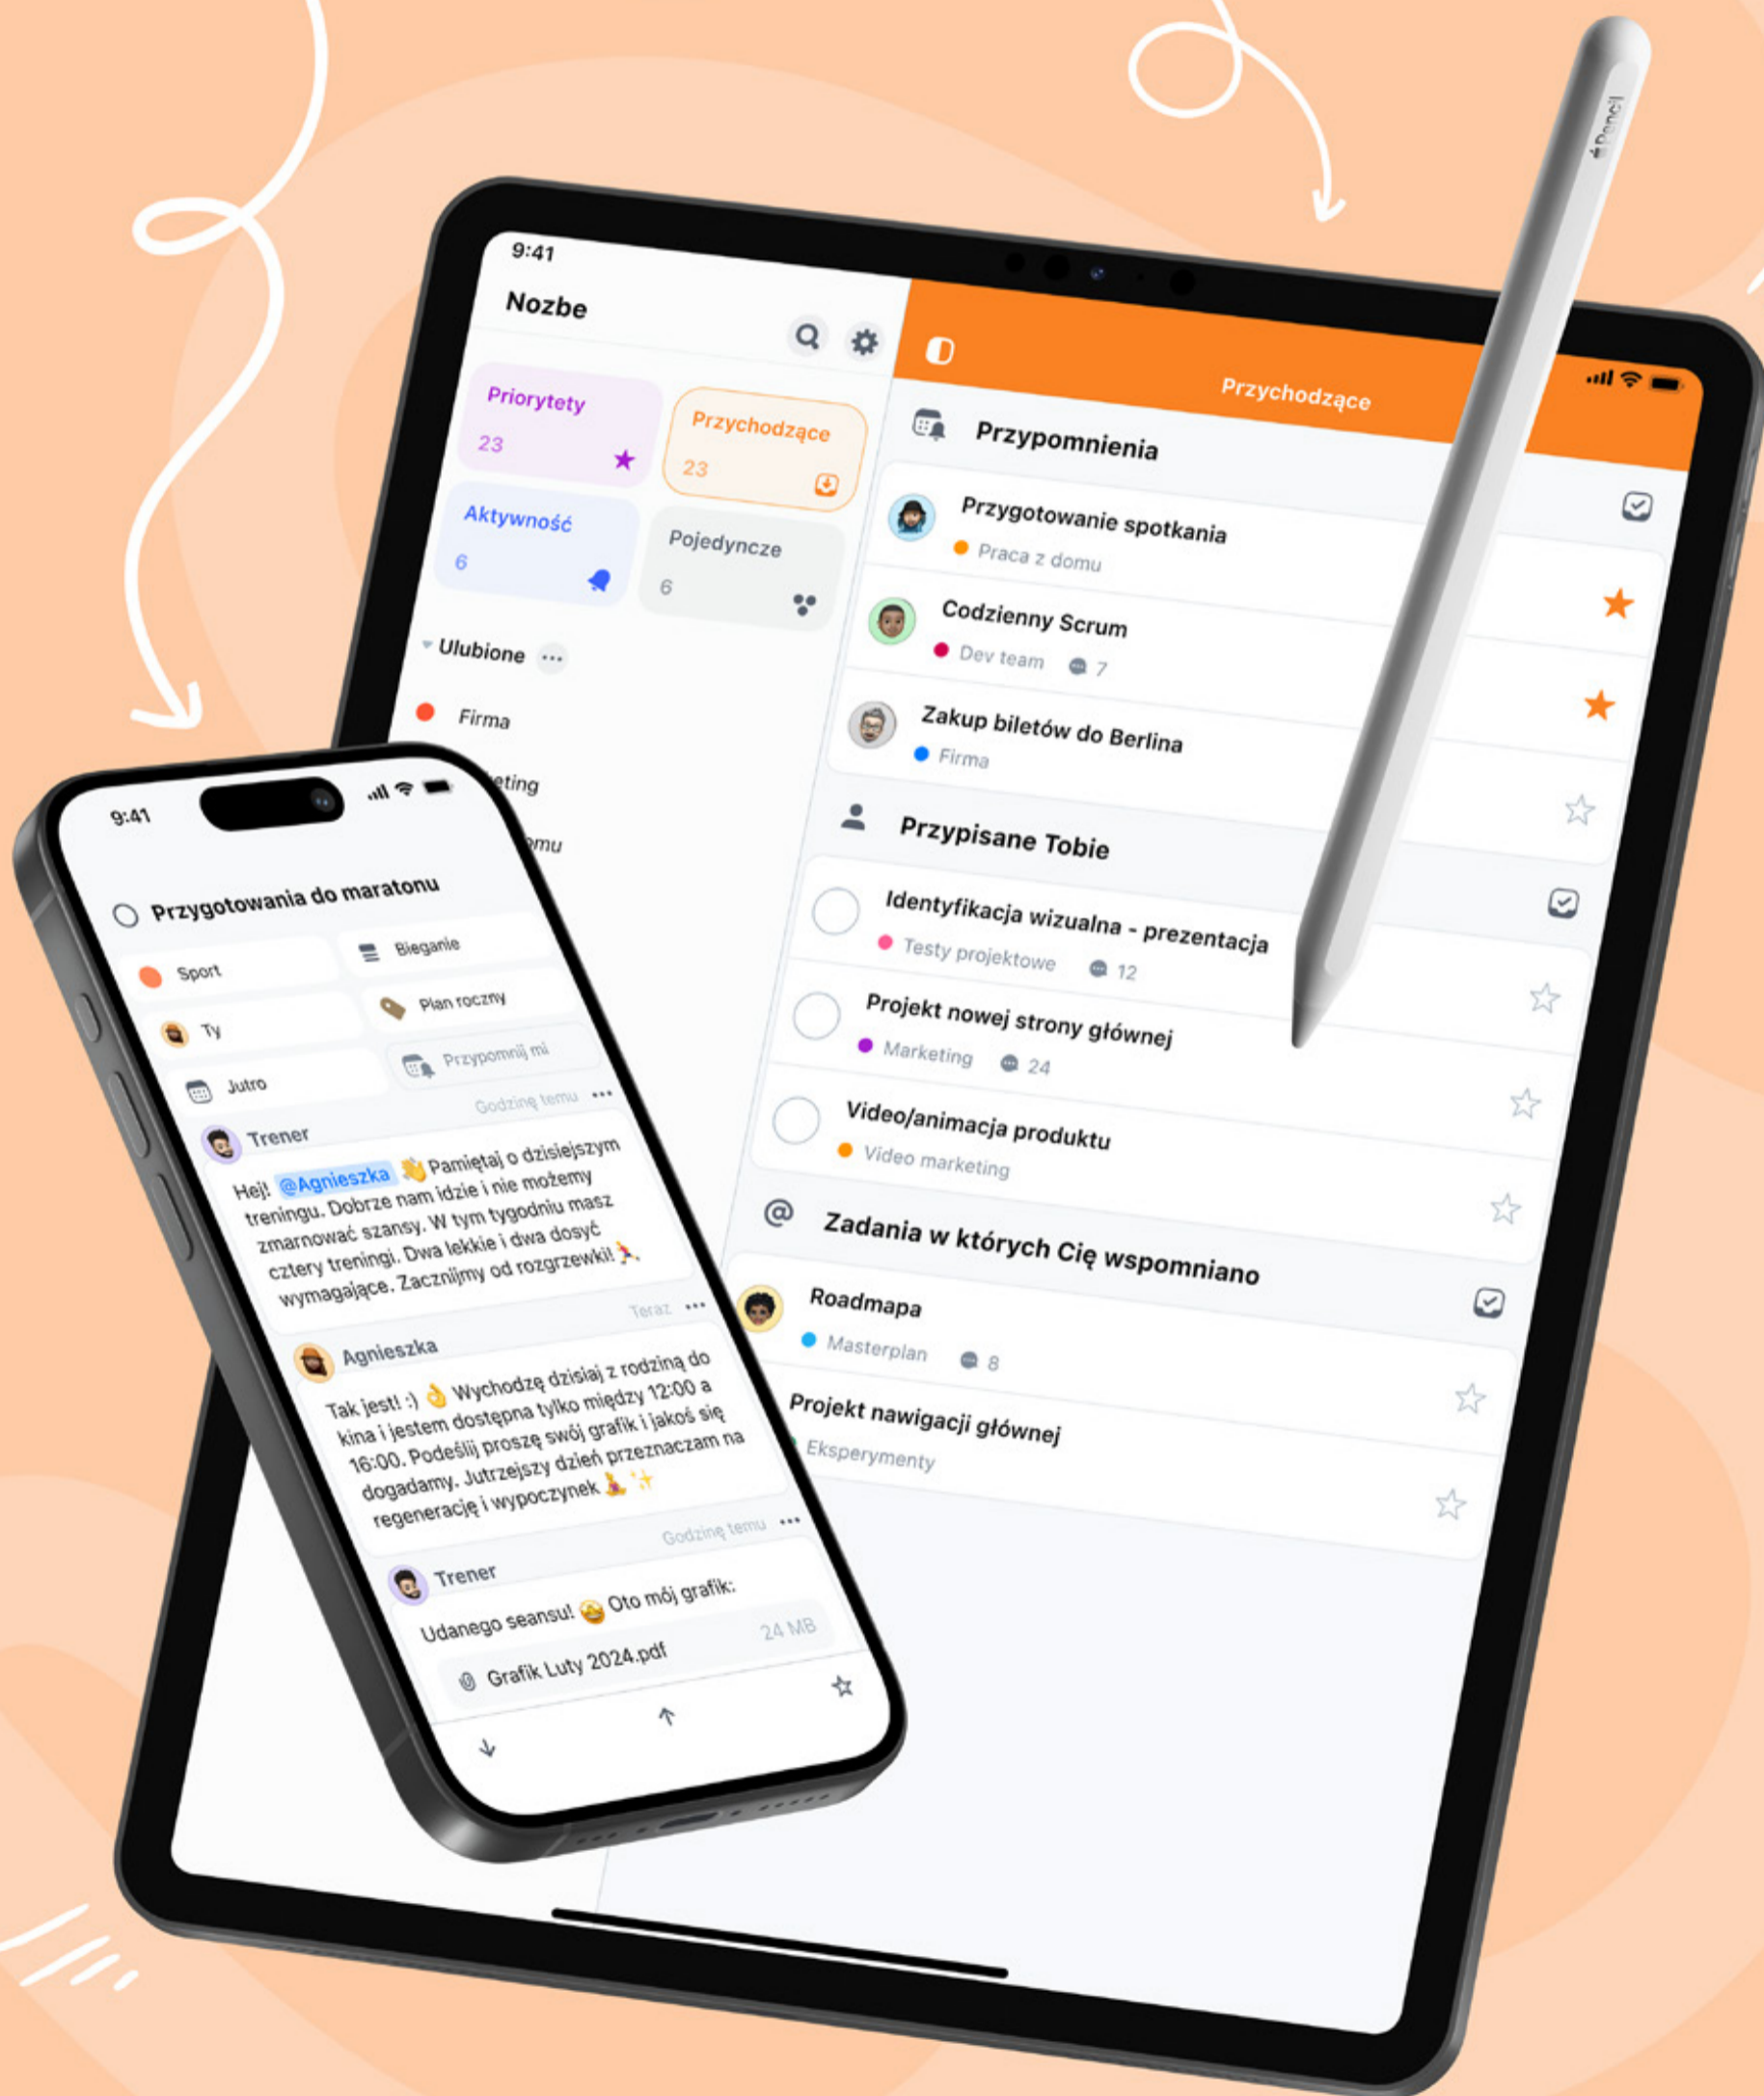 Pencil
9:41
Nozbe
Priorytety
23
Przychodzące
23
Aktywność
6
Pojedyncze
6
Ulubione
Firma
Przychodzące
Przypomnienia
Przygotowanie spotkania
Praca z domu
Codzienny Scrum
Dev team 7
Zakup biletów do Berlina
Firma
Przypisane Tobie
Identyfikacja wizualna - prezentacja
Testy projektowe 12
Projekt nowej strony głównej
Marketing 24
Video/animacja produktu
Video marketing
@ Zadania w których Cię wspomniano
Roadmapa
Masterplan 8
Projekt nawigacji głównej
Eksperymenty
9:41
Przygotowania do maratonu
Sport
Bieganie
Ty
Plan roczny
Jutro
Przypomnij mi
Trener
Godzinę temu
Hej! @Agnieszka 👋 Pamiętaj o dzisiejszym
treningu. Dobrze nam idzie i nie możemy
zmarnować szansy. W tym tygodniu masz
cztery treningi. Dwa lekkie i dwa dosyć
wymagające. Zacznijmy od rozgrzewki!🏃
Agnieszka
Teraz
Tak jest! :) 👌 Wychodzę dzisiaj z rodziną do
kina i jestem dostępna tylko między 12:00 a
16:00. Podeślij proszę swój grafik i jakoś się
dogadamy. Jutrzejszy dzień przeznaczam na
regenerację i wypoczynek 🧘 ✨
Trener
Godzinę temu
Udanego seansu! 🤩 Oto mój grafik:
Grafik Luty 2024.pdf
24 MB